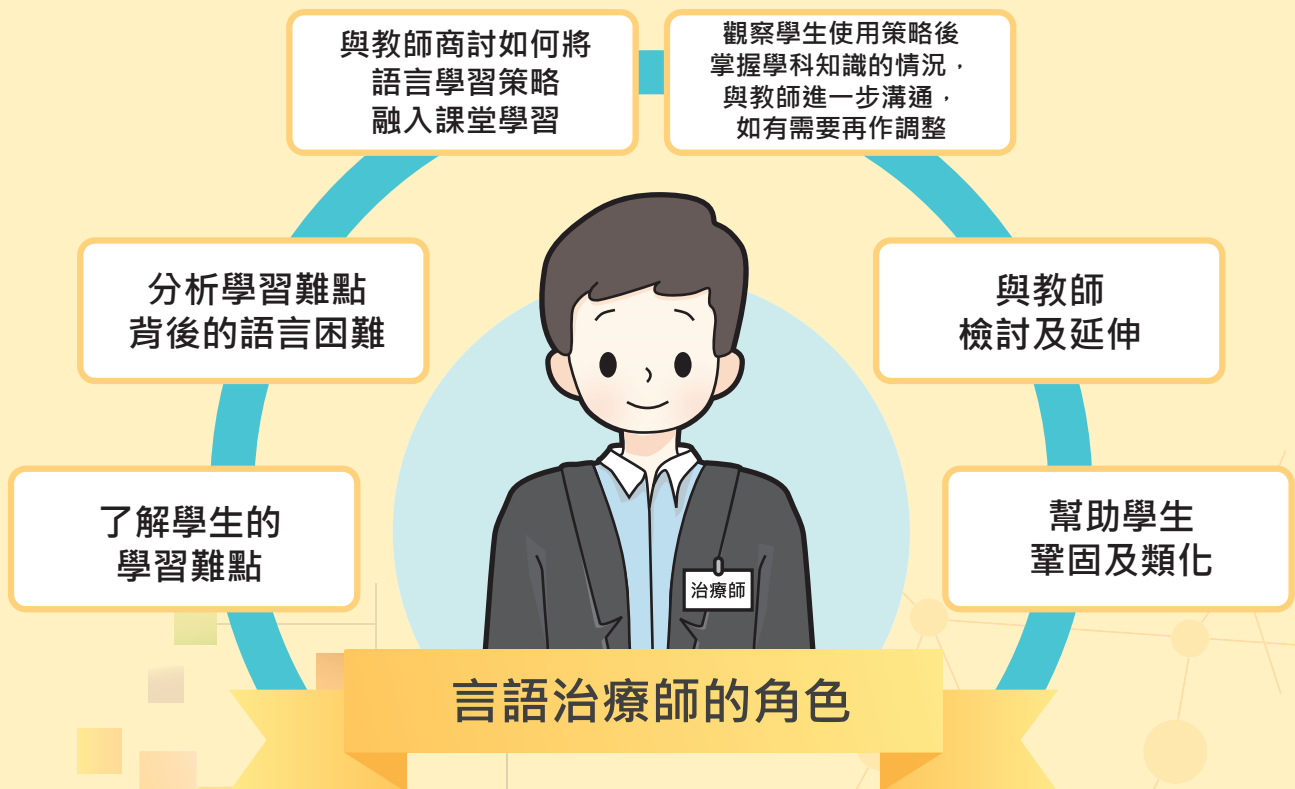 與教師商討如何將
語言學習策略
融入課堂學習
觀察學生使用策略後
掌握學科知識的情況，
與教師進一步溝通，
如有需要再作調整
分析學習難點
背後的語言困難
與教師
檢討及延伸
了解學生的
學習難點
幫助學生
鞏固及類化
治療師
言語治療師的角色